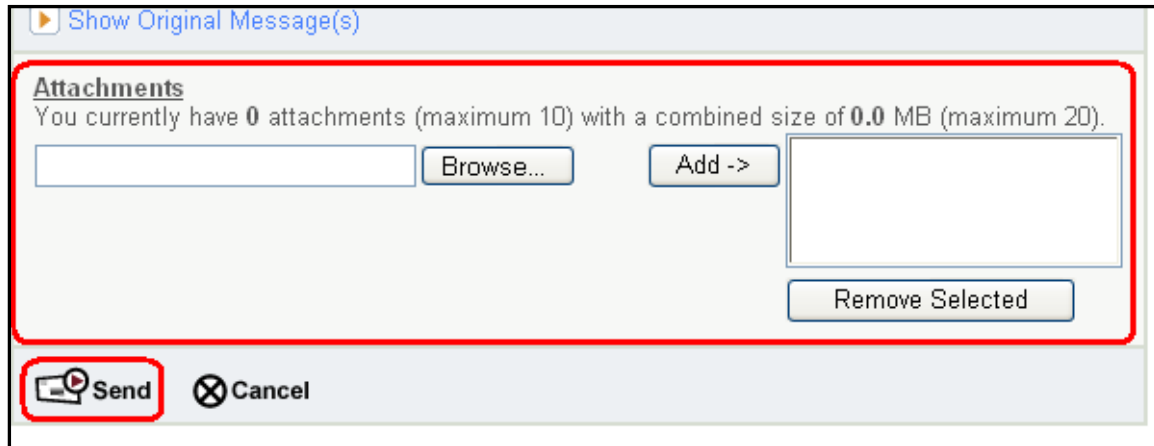 Show Original Message(s)
Attachments
You currently have 0 attachments (maximum 10) with a combined size of 0.0 MB (maximum 20).
Browse... Add ->
Remove Selected
Send Cancel